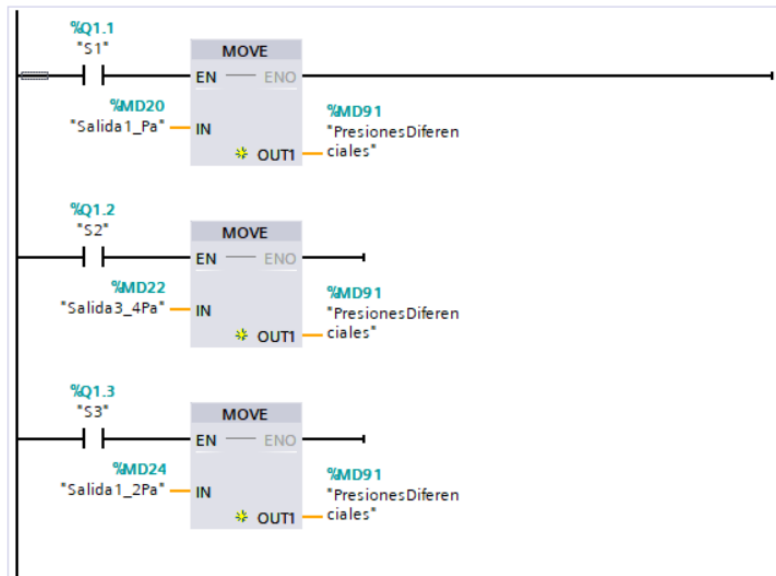 %Q1.1
"S1"
MOVE
EN ENO
%MD20
"Salida1_Pa"
IN
%MD91
"PresionesDiferen
ciales"
OUT1
%Q1.2
"S2"
MOVE
EN ENO
%MD22
"Salida3_4Pa"
IN
%MD91
"PresionesDiferen
ciales"
OUT1
%Q1.3
"S3"
MOVE
EN ENO
%MD24
"Salida1_2Pa"
IN
%MD91
"PresionesDiferen
ciales"
OUT1